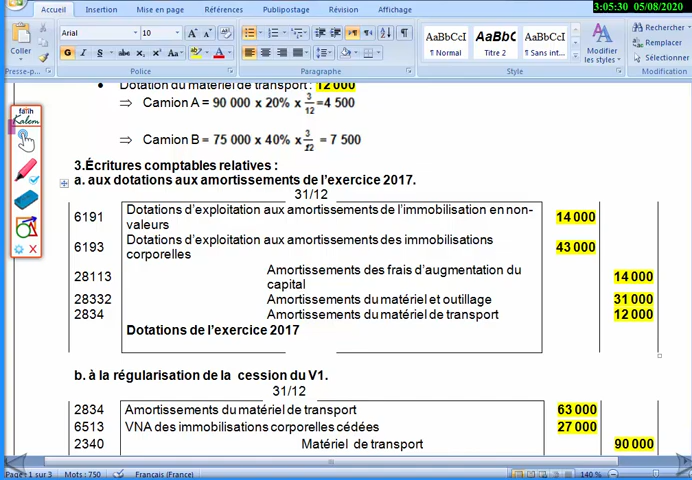 3:05:30 05/08/2020
Accueil Insertion Mise en page Références Publipostage Révision Affichage
Coller
Arial 10
AaBbCcI AaBbC AaBbCcI
¶ Normal Titre 2 ¶ Sans int...
Modifier les styles
Rechercher
Remplacer
Sélectionner
Presse-p... Police Paragraphe Style Modification
fatih
Kalem
• Dotation du matériel de transport : 12 000
⇒ Camion A = 90 000 x 20% x 3/12 =4 500
⇒ Camion B = 75 000 x 40% x 3/12 = 7 500
3.Écritures comptables relatives :
a. aux dotations aux amortissements de l'exercice 2017.
31/12
6191 Dotations d'exploitation aux amortissements de l'immobilisation en non-
valeurs 14 000
6193 Dotations d'exploitation aux amortissements des immobilisations
corporelles 43 000
28113 Amortissements des frais d'augmentation du
capital 14 000
28332 Amortissements du matériel et outillage 31 000
2834 Amortissements du matériel de transport 12 000
Dotations de l'exercice 2017
b. à la régularisation de la cession du V1.
31/12
2834 Amortissements du matériel de transport 63 000
6513 VNA des immobilisations corporelles cédées 27 000
2340 Matériel de transport 90 000
Page : 1 sur 3 Mots : 750 Français (France) 140 %